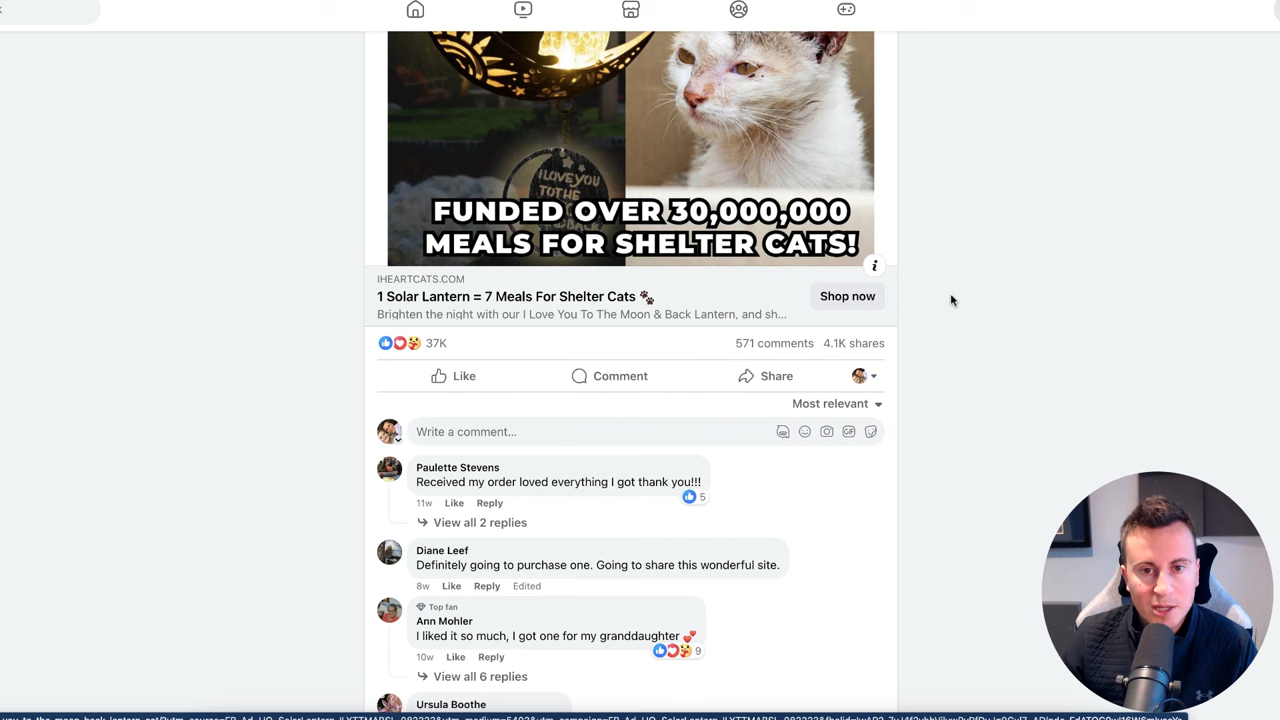 I LOVE YOU
TO THE
FUNDED OVER 30,000,000
MEALS FOR SHELTER CATS!
IHEARTCATS.COM
1 Solar Lantern = 7 Meals For Shelter Cats 🐾
Shop now
Brighten the night with our I Love You To The Moon & Back Lantern, and sh...
37K
571 comments 4.1K shares
Like Comment Share
Most relevant
Write a comment...
GIF
Paulette Stevens
Received my order loved everything I got thank you!!!
5
11w Like Reply
View all 2 replies
Diane Leef
Definitely going to purchase one. Going to share this wonderful site.
8w Like Reply Edited
Top fan
Ann Mohler
I liked it so much, I got one for my granddaughter 💕
9
10w Like Reply
View all 6 replies
Ursula Boothe